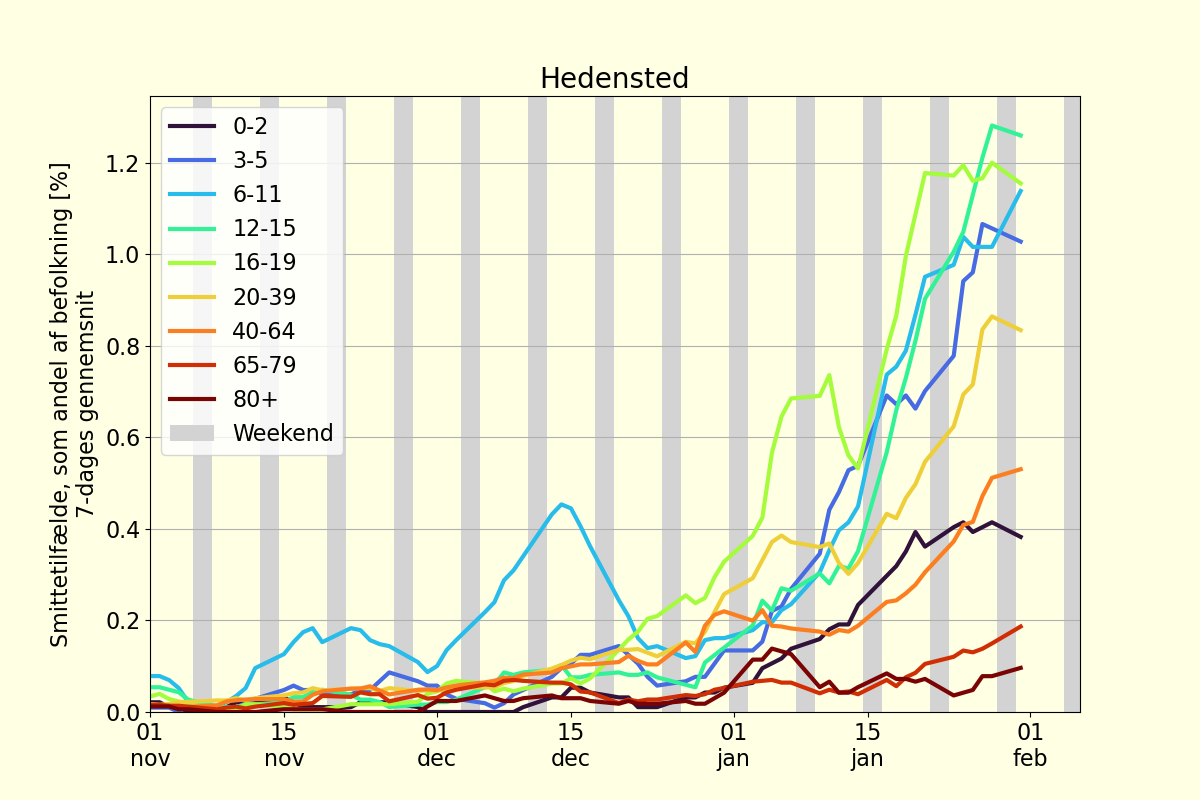 Hedensted
Smittetilfælde, som andel af befolkning [%]
7-dages gennemsnit
1.2
1.0
0.8
0.6
0.4
0.2
0.0
0-2
3-5
6-11
12-15
16-19
20-39
40-64
65-79
80+
Weekend
01 15 01 15 01 15 01
nov nov dec dec jan jan feb